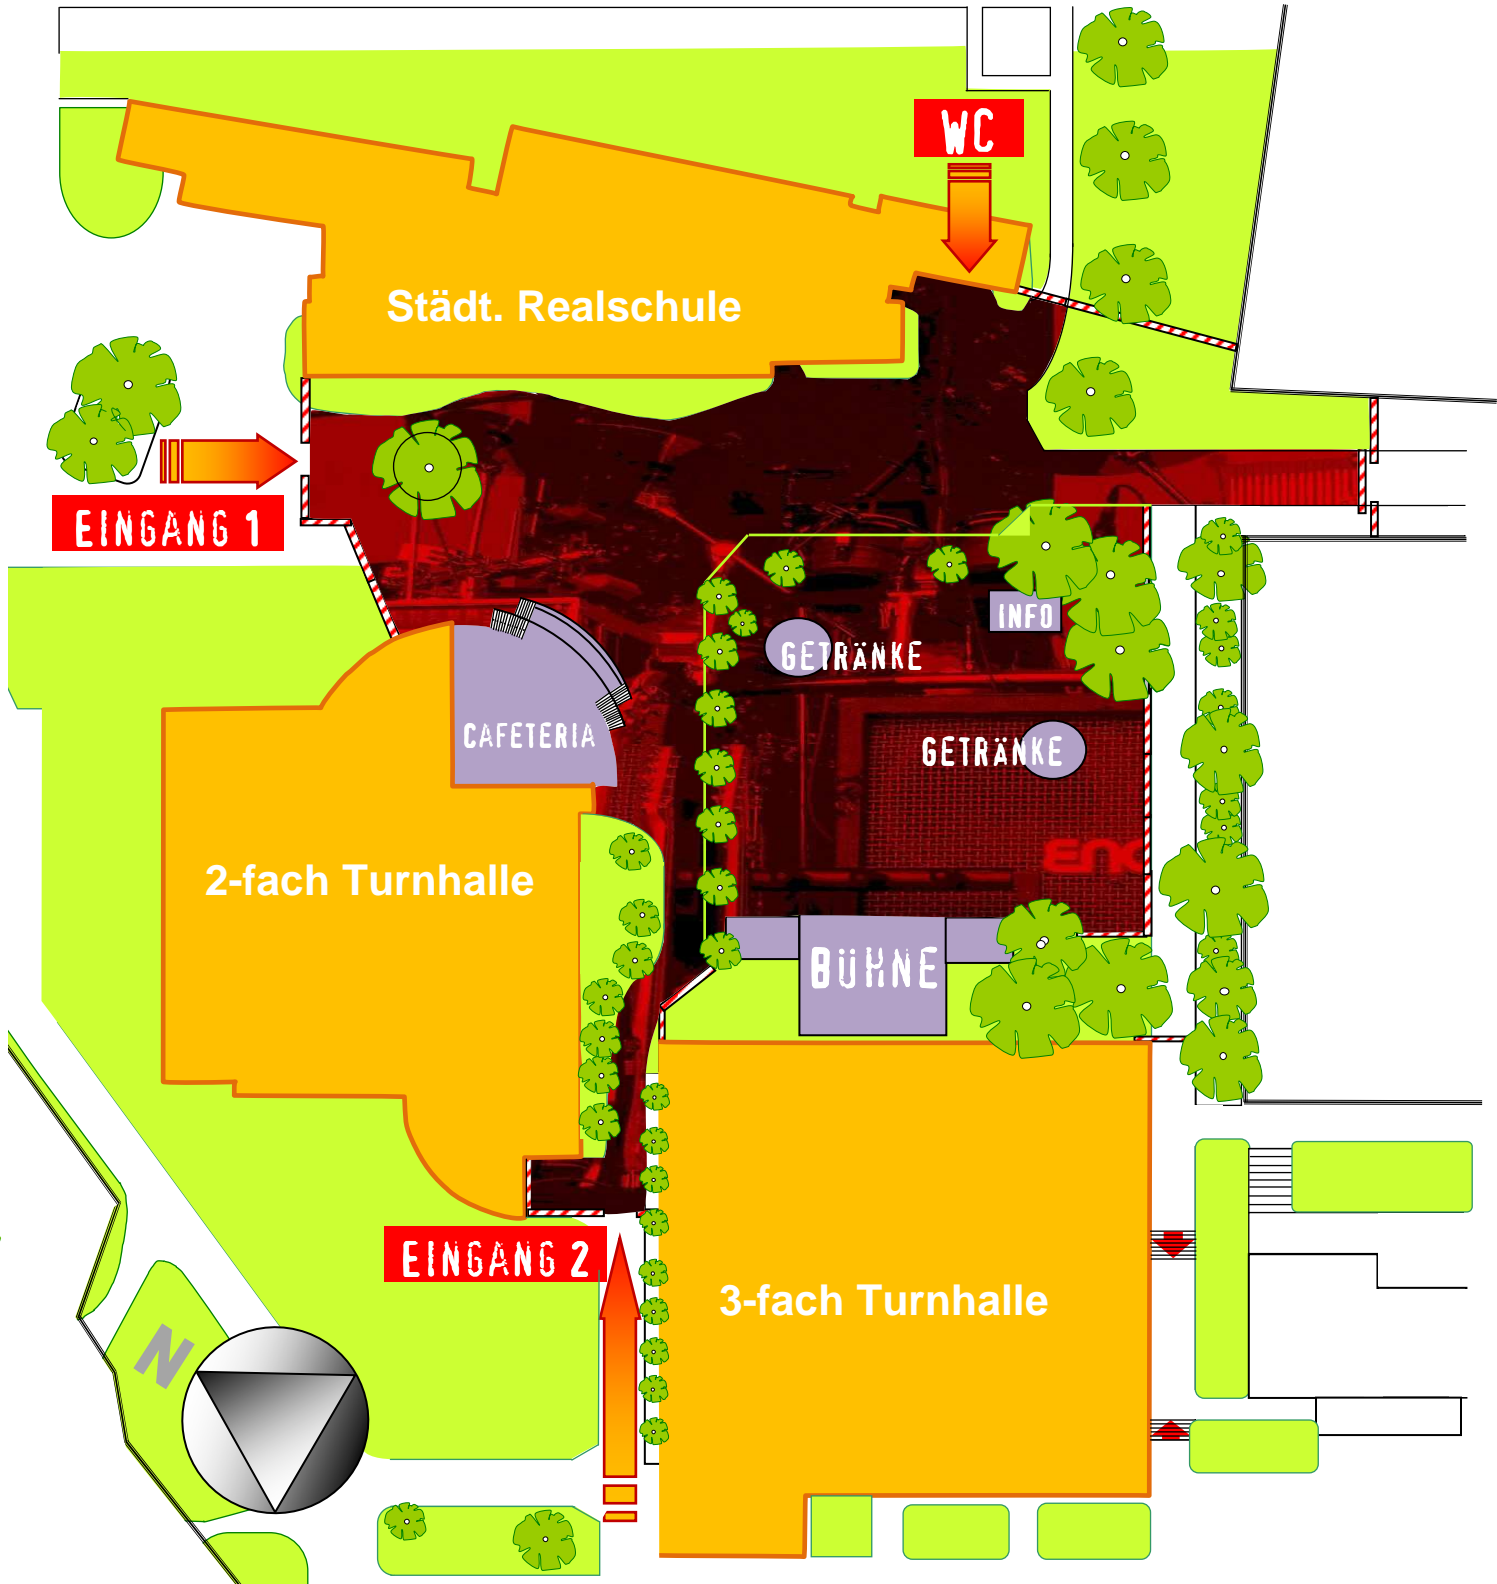 WC
Städt. Realschule
EINGANG 1
INFO
GETRÄNKE
CAFETERIA
GETRÄNKE
2-fach Turnhalle
BÜHNE
EINGANG 2
3-fach Turnhalle
N